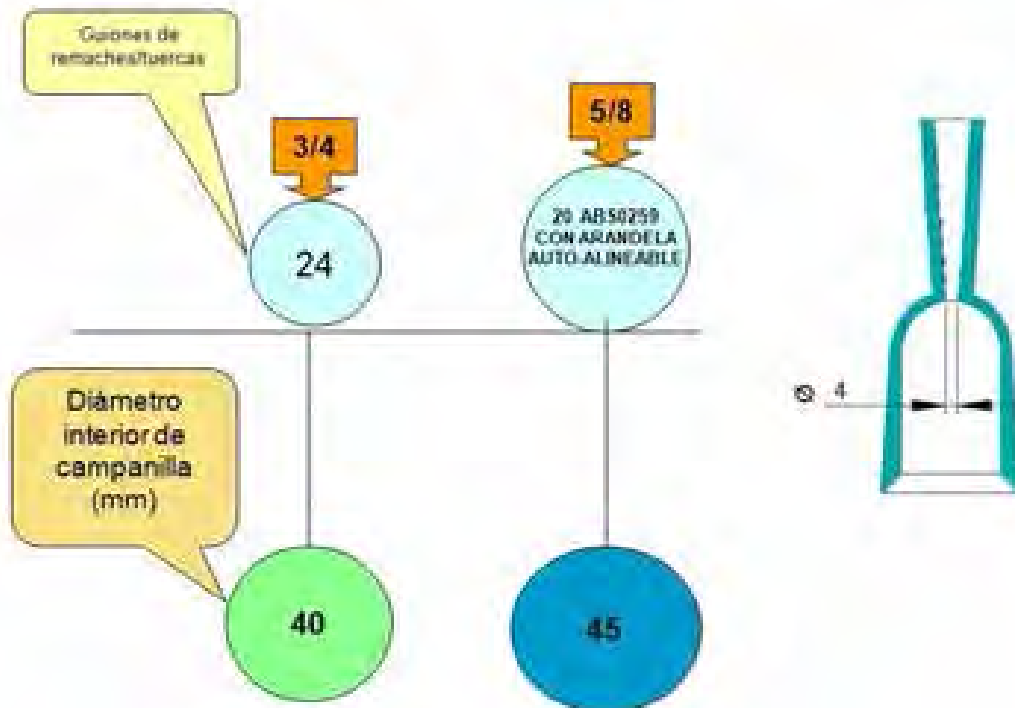 Guiones de
remaches/tuercas
3/4
5/8
24
20 ABS0259
CON ARANDELA
AUTO-ALINEABLE
Diámetro
interior de
campanilla
(mm)
⌀ 4
40
45